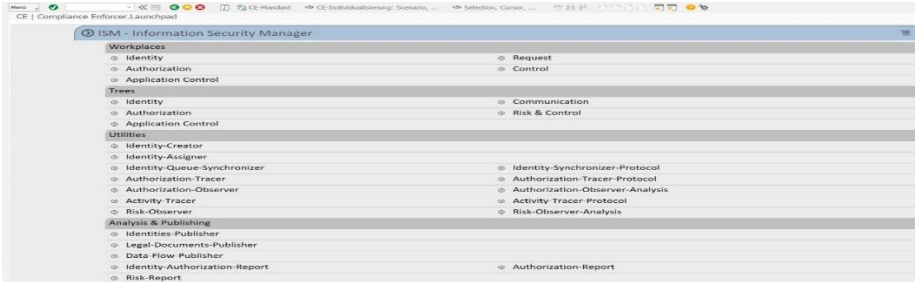 Menü CE-Mandant CE-Individualisierung: Scenario, ... Selection, Cursor, ...
CE | Compliance Enforcer.Launchpad
ISM - Information Security Manager
Workplaces
Identity Request
Authorization Control
Application Control
Trees
Identity Communication
Authorization Risk & Control
Application Control
Utilities
Identity-Creator
Identity-Assigner
Identity-Queue-Synchronizer Identity-Synchronizer-Protocol
Authorization-Tracer Authorization-Tracer-Protocol
Authorization-Observer Authorization-Observer-Analysis
Activity-Tracer Activity-Tracer-Protocol
Risk-Observer Risk-Observer-Analysis
Analysis & Publishing
Identities-Publisher
Legal-Documents-Publisher
Data-Flow-Publisher
Identity-Authorization-Report Authorization-Report
Risk-Report